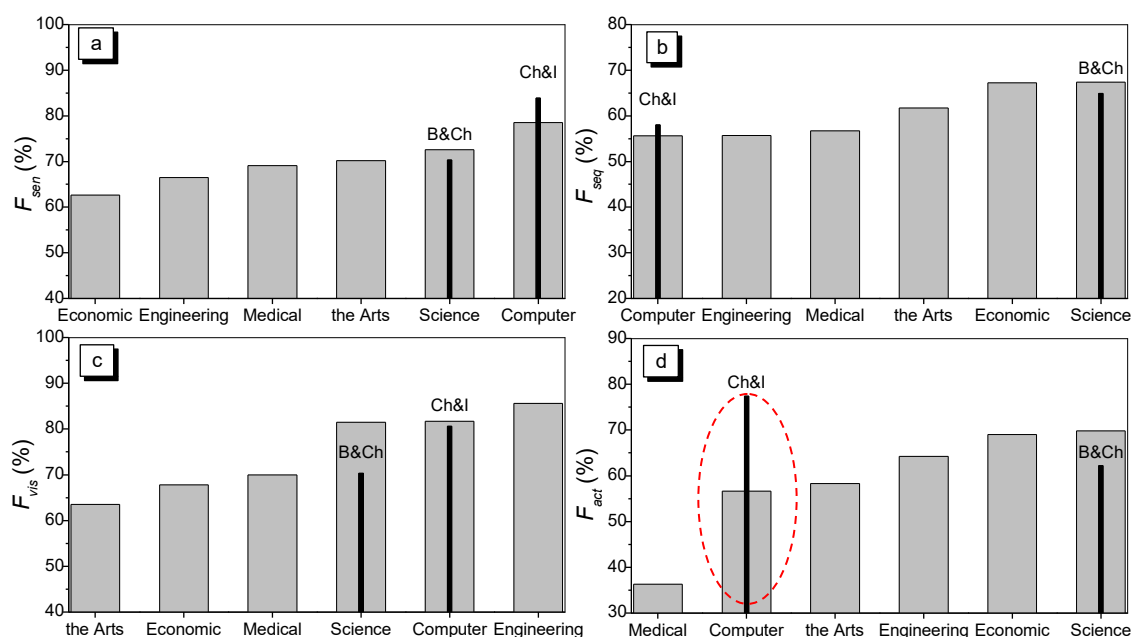 a
100
90
80
70
60
50
40
F_sen (%)
B&Ch
Ch&I
Economic Engineering Medical the Arts Science Computer
b
80
70
60
50
40
30
20
F_seq (%)
Ch&I
B&Ch
Computer Engineering Medical the Arts Economic Science
c
100
90
80
70
60
50
40
F_vis (%)
B&Ch
Ch&I
the Arts Economic Medical Science Computer Engineering
d
90
80
70
60
50
40
30
F_act (%)
Ch&I
B&Ch
Medical Computer the Arts Engineering Economic Science